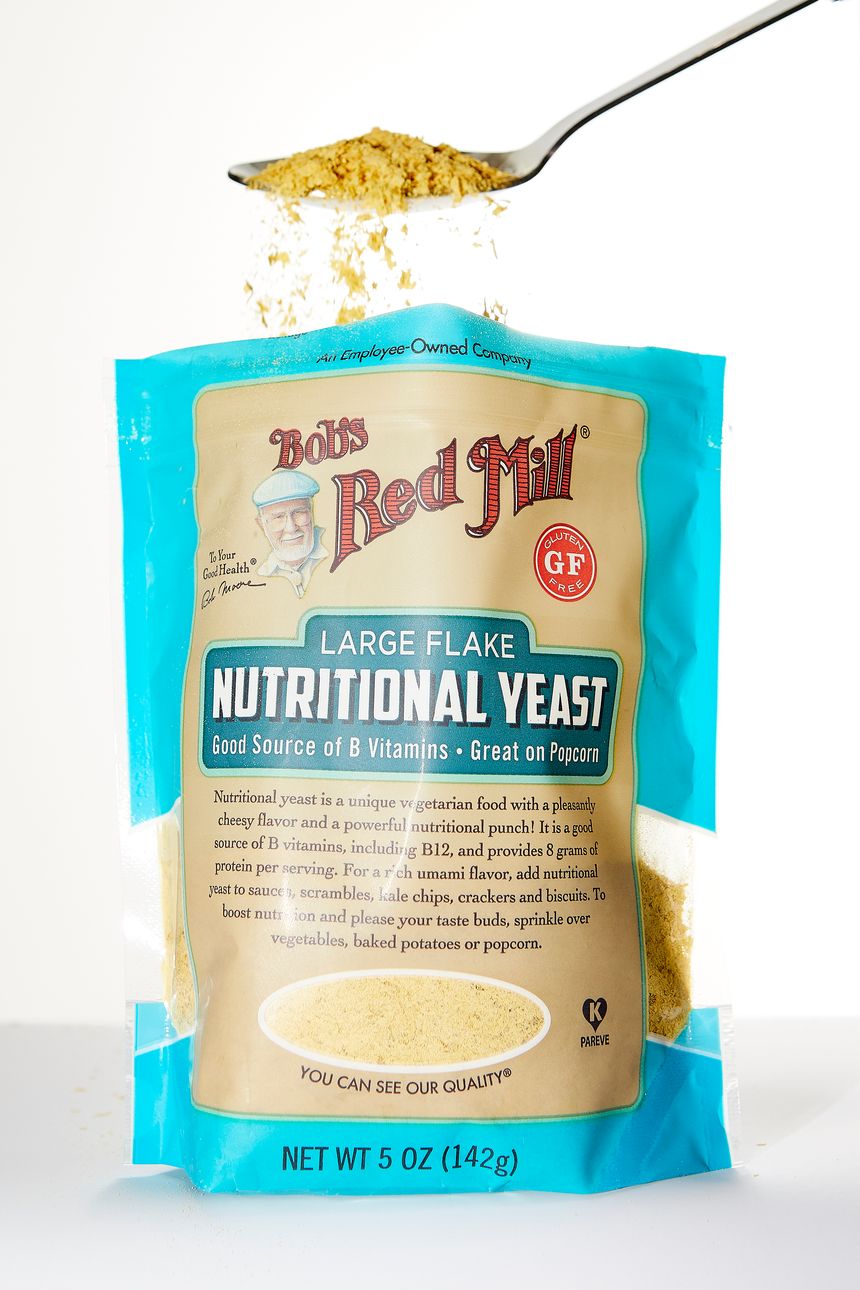 An Employee-Owned Company
Bob's
Red Mill®
To Your
Good Health®
Bob Moore
GLUTEN
GF
FREE
LARGE FLAKE
NUTRITIONAL YEAST
Good Source of B Vitamins • Great on Popcorn
Nutritional yeast is a unique vegetarian food with a pleasantly
cheesy flavor and a powerful nutritional punch! It is a good
source of B vitamins, including B12, and provides 8 grams of
protein per serving. For a rich umami flavor, add nutritional
yeast to sauces, scrambles, kale chips, crackers and biscuits. To
boost nutrition and please your taste buds, sprinkle over
vegetables, baked potatoes or popcorn.
K
PAREVE
YOU CAN SEE OUR QUALITY®
NET WT 5 OZ (142g)